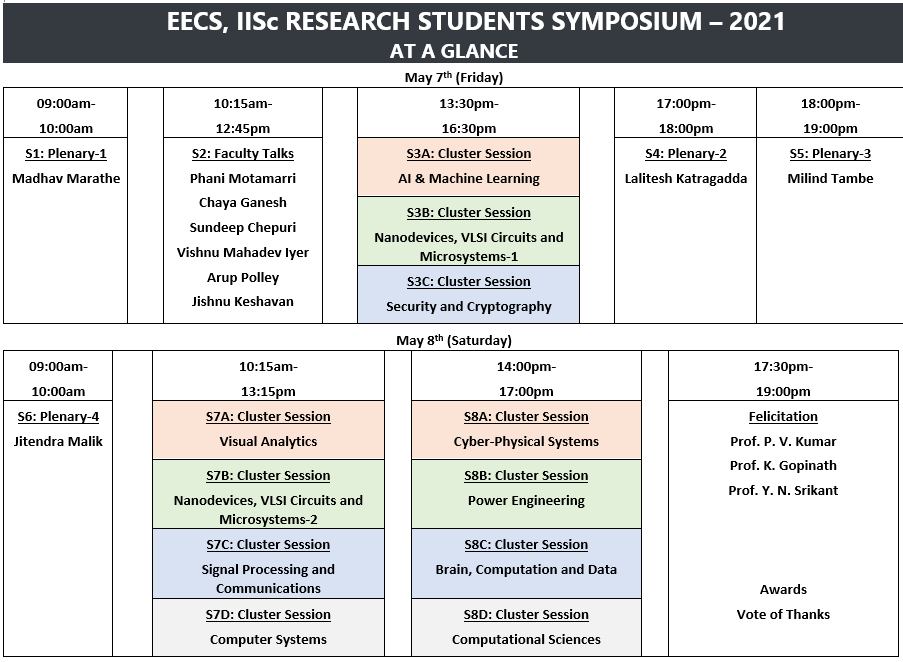 EECS, IISc RESEARCH STUDENTS SYMPOSIUM – 2021
AT A GLANCE
May 7th (Friday)
09:00am-
10:00am
S1: Plenary-1
Madhav Marathe
10:15am-
12:45pm
S2: Faculty Talks
Phani Motamarri
Chaya Ganesh
Sundeep Chepuri
Vishnu Mahadev Iyer
Arup Polley
Jishnu Keshavan
13:30pm-
16:30pm
S3A: Cluster Session
AI & Machine Learning
S3B: Cluster Session
Nanodevices, VLSI Circuits and
Microsystems-1
S3C: Cluster Session
Security and Cryptography
17:00pm-
18:00pm
S4: Plenary-2
Lalitesh Katragadda
18:00pm-
19:00pm
S5: Plenary-3
Milind Tambe
May 8th (Saturday)
09:00am-
10:00am
S6: Plenary-4
Jitendra Malik
10:15am-
13:15pm
S7A: Cluster Session
Visual Analytics
S7B: Cluster Session
Nanodevices, VLSI Circuits and
Microsystems-2
S7C: Cluster Session
Signal Processing and
Communications
S7D: Cluster Session
Computer Systems
14:00pm-
17:00pm
S8A: Cluster Session
Cyber-Physical Systems
S8B: Cluster Session
Power Engineering
S8C: Cluster Session
Brain, Computation and Data
S8D: Cluster Session
Computational Sciences
17:30pm-
19:00pm
Felicitation
Prof. P. V. Kumar
Prof. K. Gopinath
Prof. Y. N. Srikant
Awards
Vote of Thanks